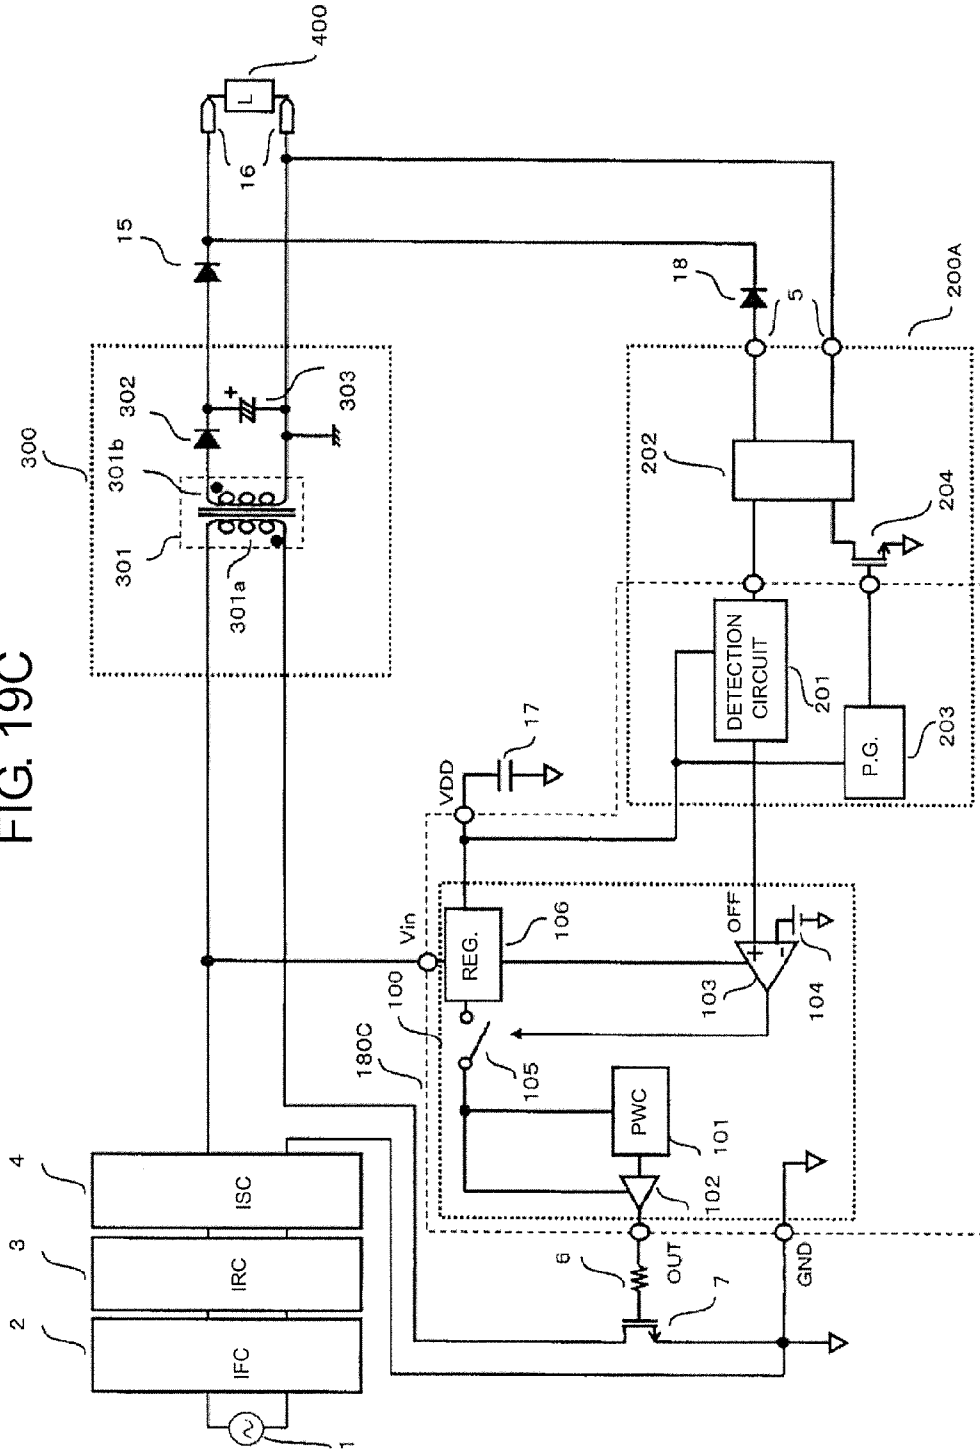 FIG. 19C
1
2
3
4
IFC
IRC
ISC
300
301
301a
301b
302
303
15
16
L
400
Vin
VDD
17
180C
100
REG.
106
105
103
OFF
+
-
104
PWC
101
102
OUT
6
7
GND
DETECTION
CIRCUIT
201
P.G.
203
202
204
18
5
200A
+